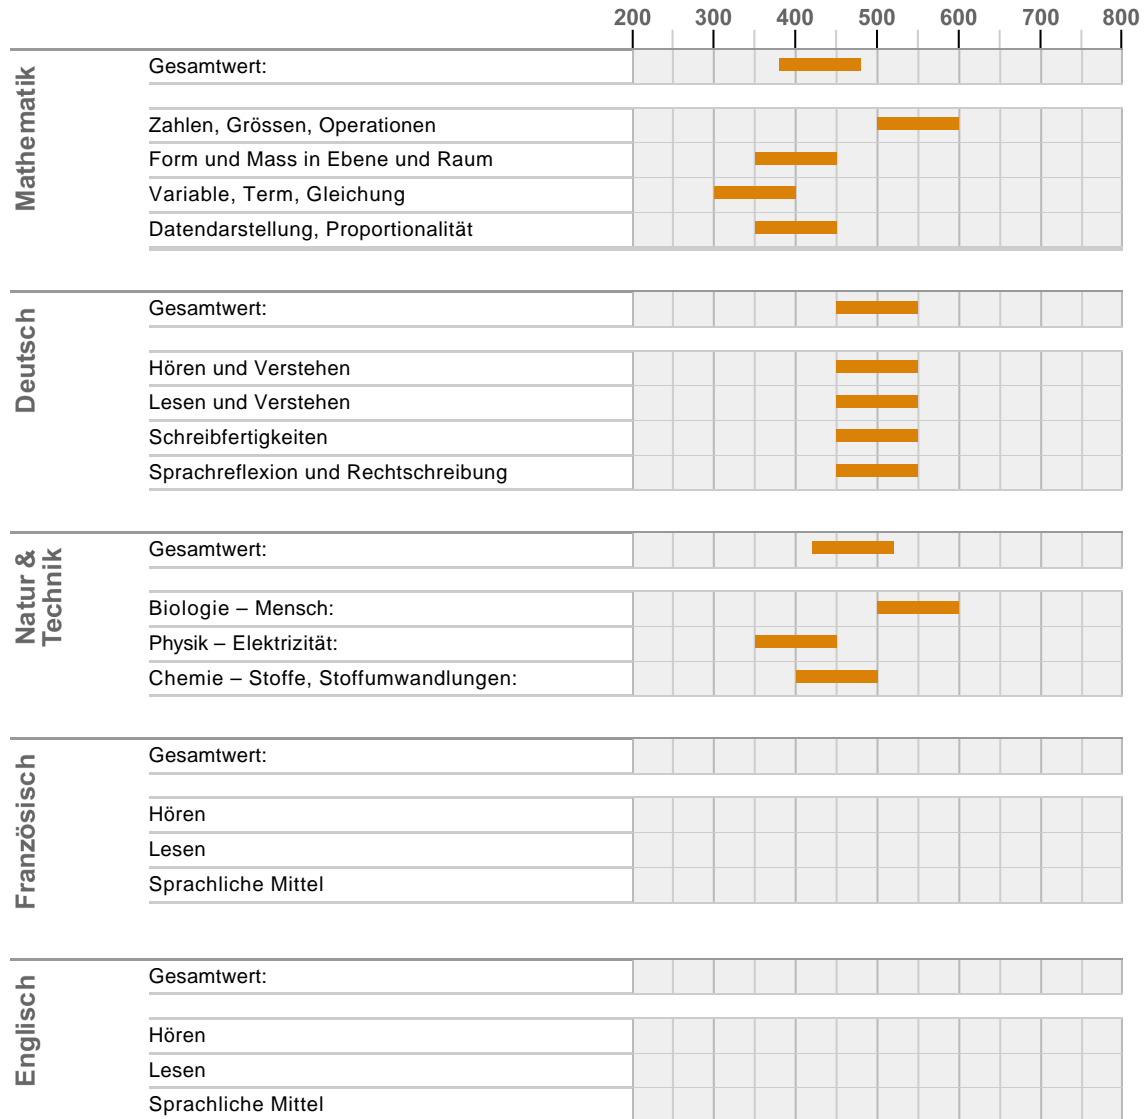 200 300 400 500 600 700 800
Mathematik
Gesamtwert:
Zahlen, Grössen, Operationen
Form und Mass in Ebene und Raum
Variable, Term, Gleichung
Datendarstellung, Proportionalität
Deutsch
Gesamtwert:
Hören und Verstehen
Lesen und Verstehen
Schreibfertigkeiten
Sprachreflexion und Rechtschreibung
Natur &
Technik
Gesamtwert:
Biologie – Mensch:
Physik – Elektrizität:
Chemie – Stoffe, Stoffumwandlungen:
Französisch
Gesamtwert:
Hören
Lesen
Sprachliche Mittel
Englisch
Gesamtwert:
Hören
Lesen
Sprachliche Mittel